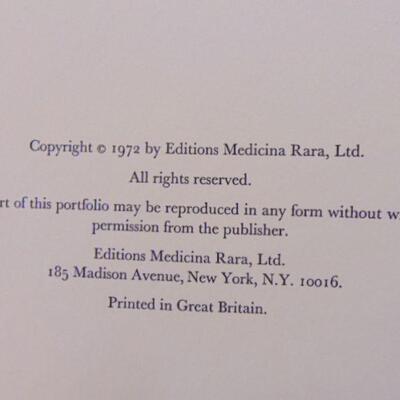 Copyright © 1972 by Editions Medicina Rara, Ltd.
All rights reserved.
of this portfolio may be reproduced in any form without
permission from the publisher.
Editions Medicina Rara, Ltd.
185 Madison Avenue, New York, N.Y. 10016.
Printed in Great Britain.